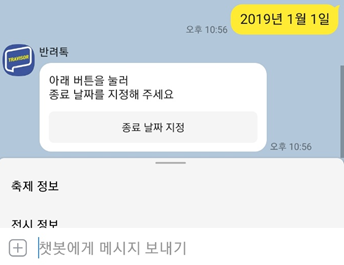 2019년 1월 1일
오후 10:56
반려톡
아래 버튼을 눌러
종료 날짜를 지정해 주세요
종료 날짜 지정
오후 10:56
축제 정보
전시 정보
챗봇에게 메시지 보내기